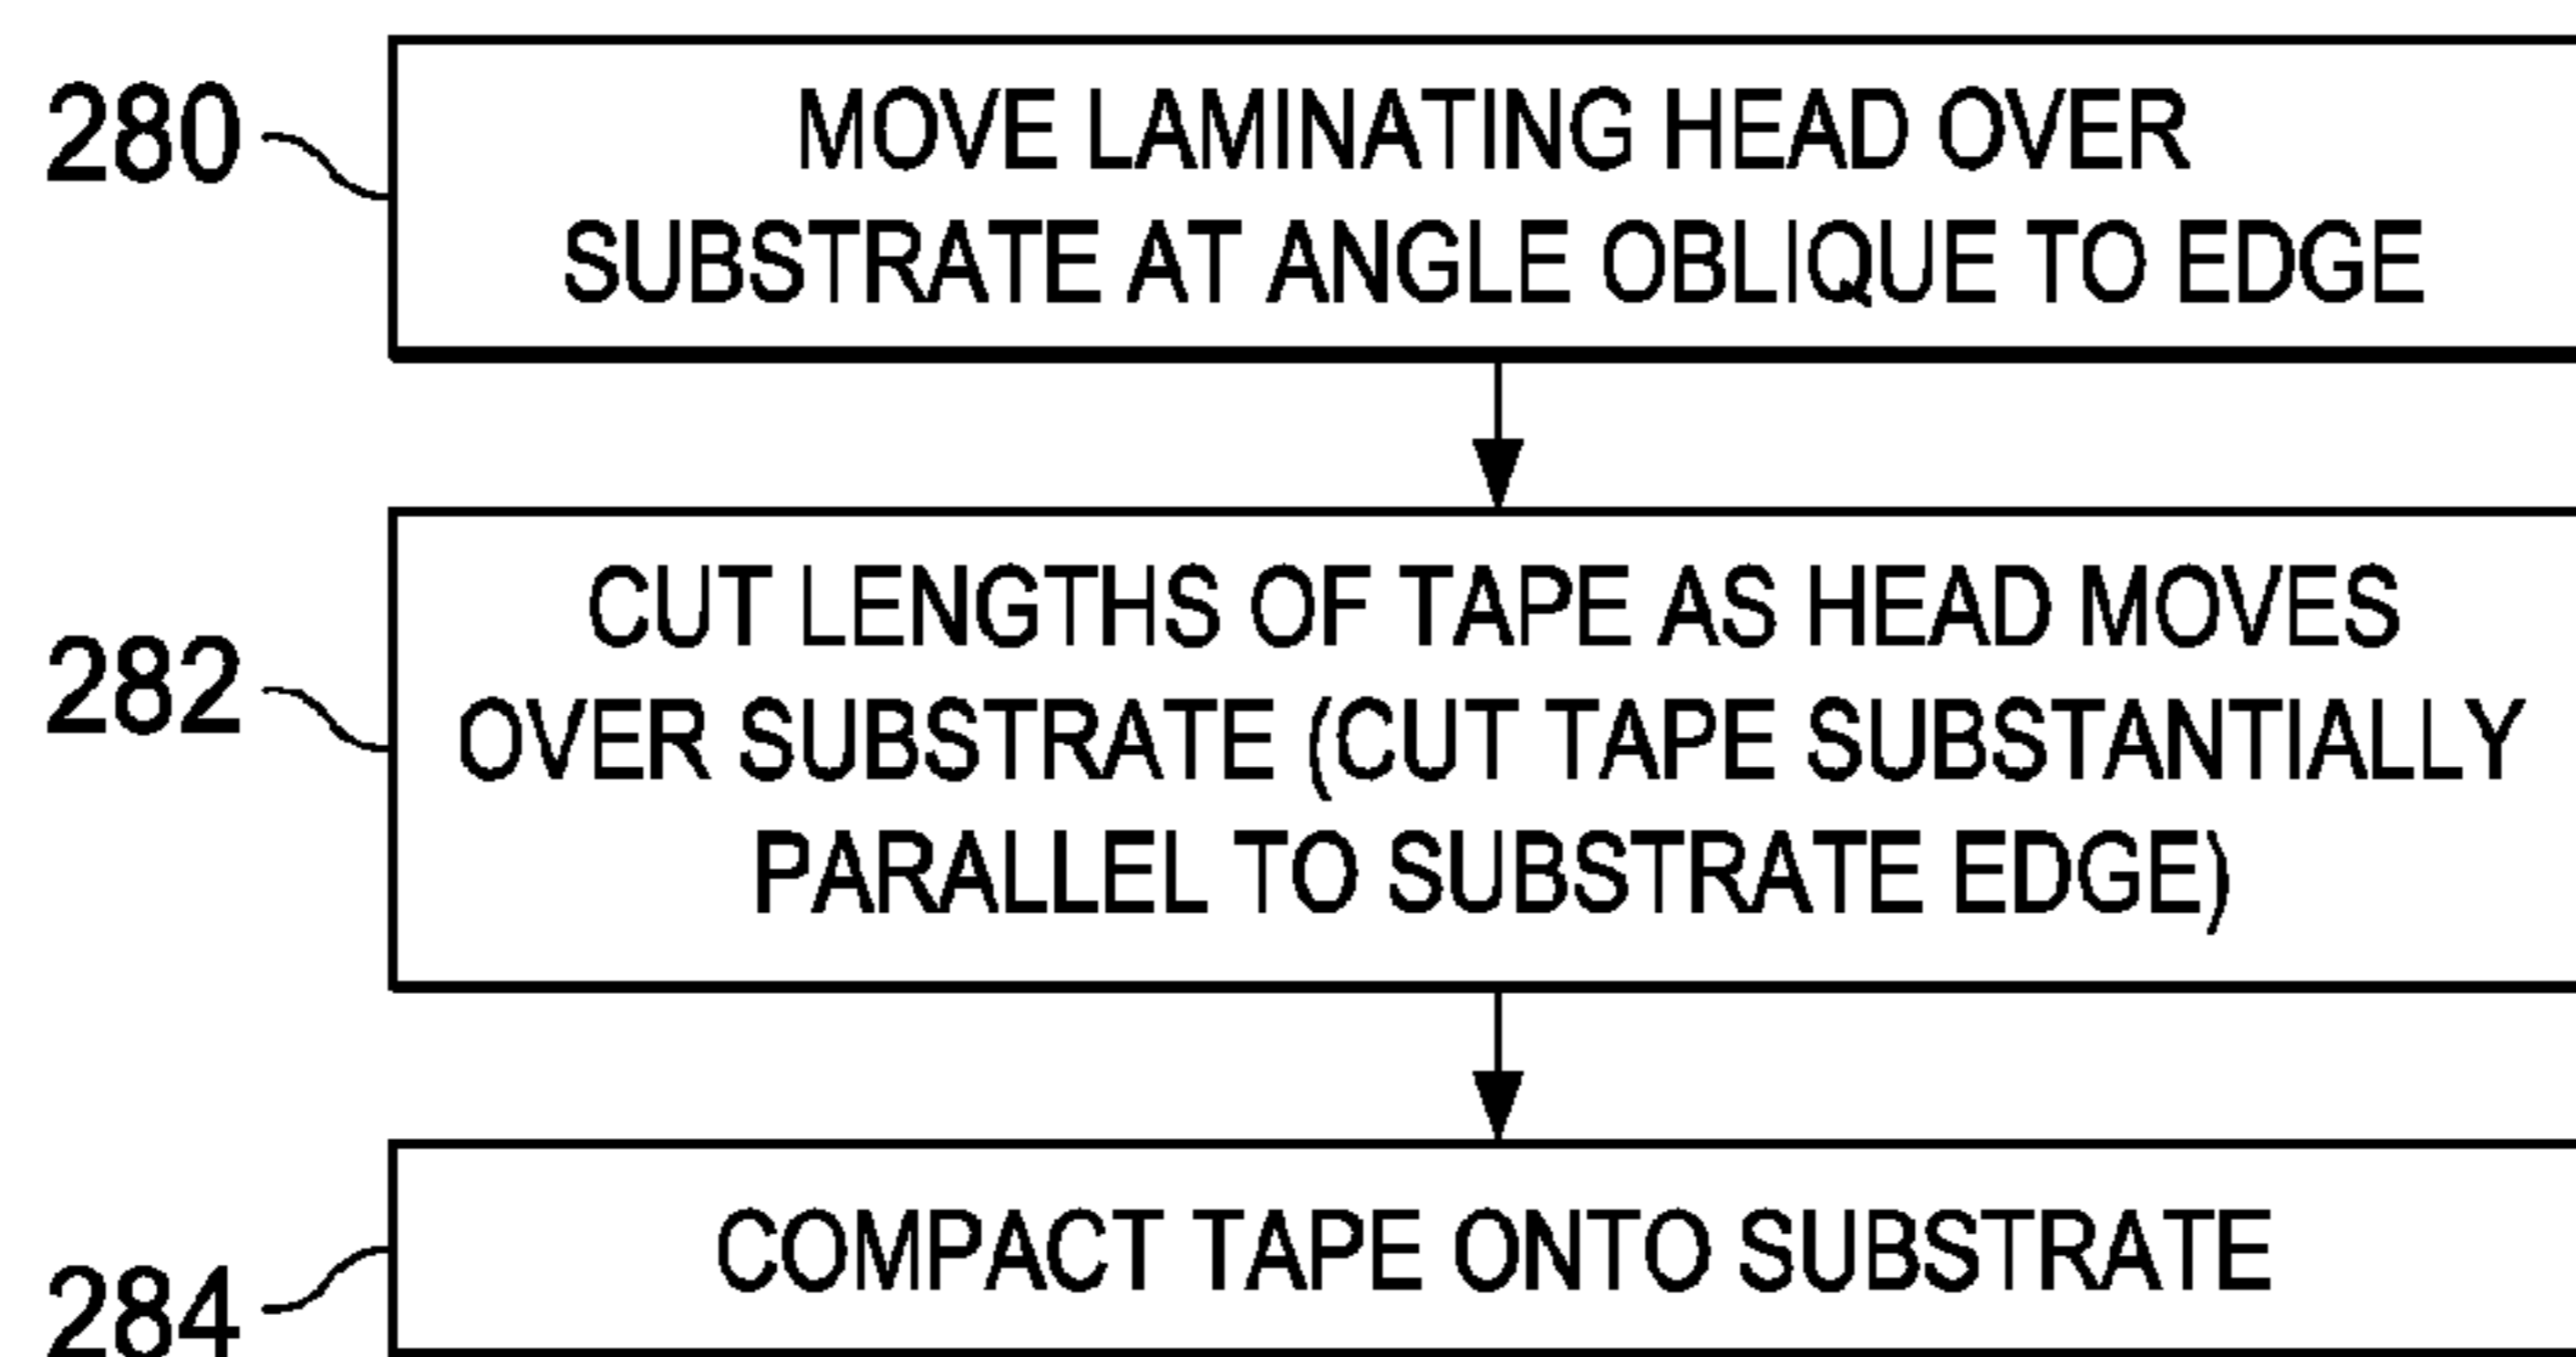 280
MOVE LAMINATING HEAD OVER
SUBSTRATE AT ANGLE OBLIQUE TO EDGE
282
CUT LENGTHS OF TAPE AS HEAD MOVES
OVER SUBSTRATE (CUT TAPE SUBSTANTIALLY
PARALLEL TO SUBSTRATE EDGE)
284
COMPACT TAPE ONTO SUBSTRATE